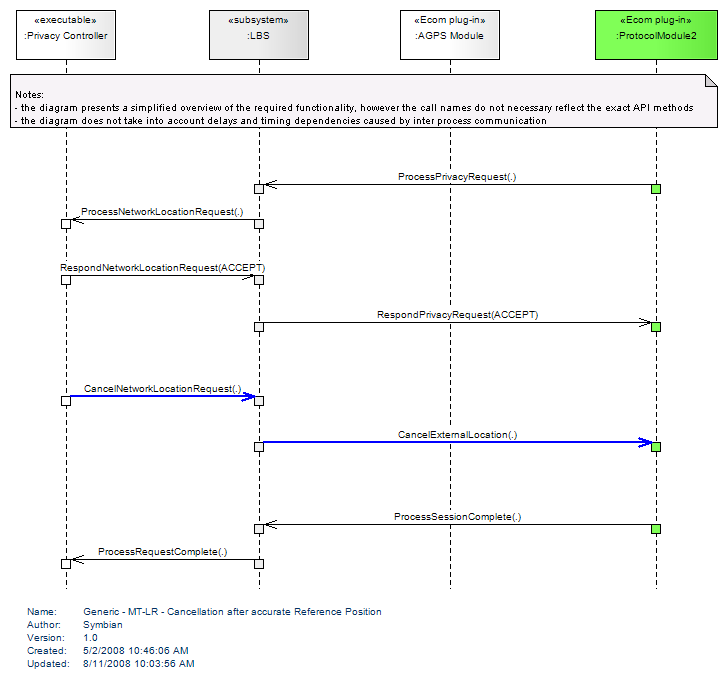 «executable»
:Privacy Controller
«subsystem»
:LBS
«Ecom plug-in»
:AGPS Module
«Ecom plug-in»
:ProtocolModule2
Notes:
- the diagram presents a simplified overview of the required functionality, however the call names do not necessary reflect the exact API methods
- the diagram does not take into account delays and timing dependencies caused by inter process communication
ProcessPrivacyRequest(.)
ProcessNetworkLocationRequest(.)
RespondNetworkLocationRequest(ACCEPT)
RespondPrivacyRequest(ACCEPT)
CancelNetworkLocationRequest(.)
CancelExternalLocation(.)
ProcessSessionComplete(.)
ProcessRequestComplete(.)
Name: Generic - MT-LR - Cancellation after accurate Reference Position
Author: Symbian
Version: 1.0
Created: 5/2/2008 10:46:06 AM
Updated: 8/11/2008 10:03:56 AM